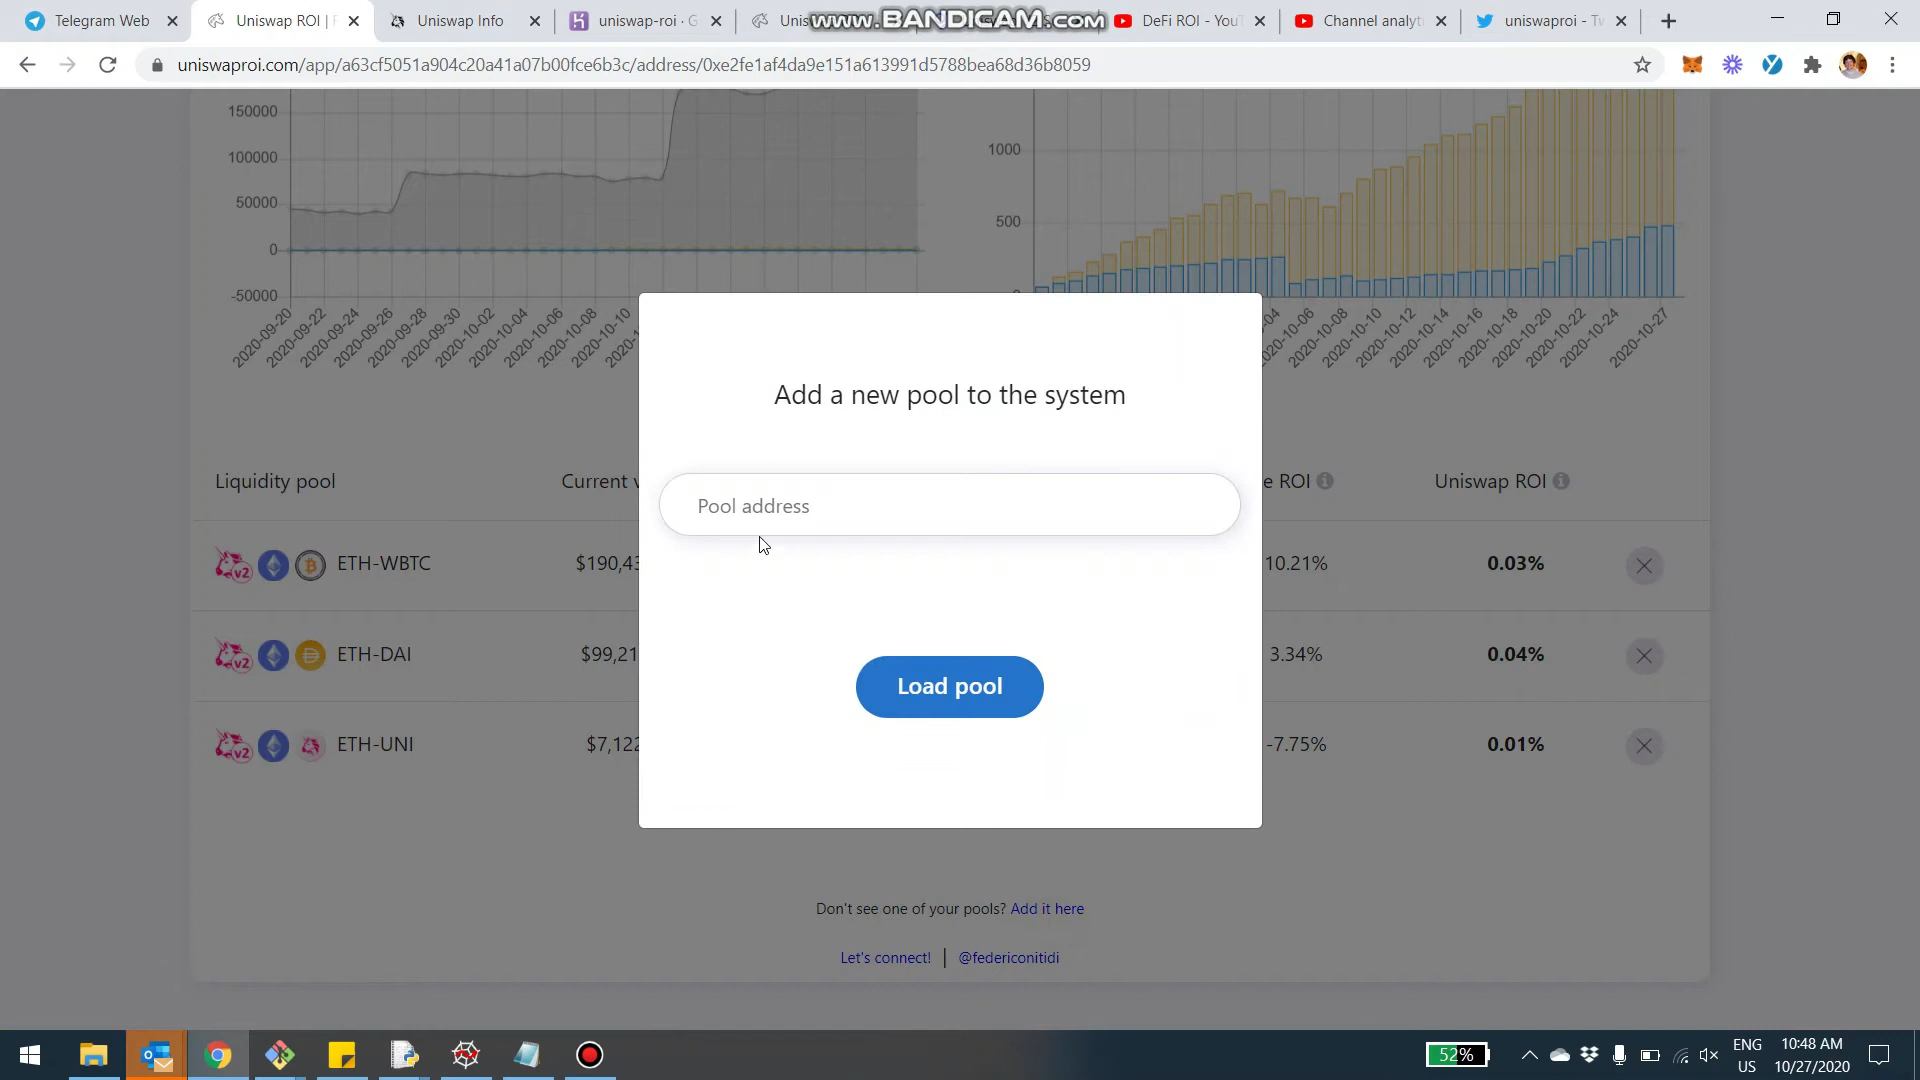 Telegram Web
Uniswap ROI | F
Uniswap Info
uniswap-roi · G
Unis
www.BANDICAM.com
DeFi ROI - YouT
Channel analyt
uniswaproi - Tw
uniswaproi.com/app/a63cf5051a904c20a41a07b00fce6b3c/address/0xe2fe1af4da9e151a613991d5788bea68d36b8059
150000
100000
50000
0
-50000
2020-09-20
2020-09-22
2020-09-24
2020-09-26
2020-09-28
2020-09-30
2020-10-02
2020-10-04
2020-10-06
2020-10-08
2020-10-10
1000
500
2020-10-06
2020-10-08
2020-10-10
2020-10-12
2020-10-14
2020-10-16
2020-10-18
2020-10-20
2020-10-22
2020-10-24
2020-10-27
Add a new pool to the system
Pool address
Load pool
Liquidity pool
Current v
e ROI
Uniswap ROI
v2 ETH-WBTC
$190,43
10.21%
0.03%
v2 ETH-DAI
$99,21
3.34%
0.04%
v2 ETH-UNI
$7,122
-7.75%
0.01%
Don't see one of your pools? Add it here
Let's connect! | @federiconitidi
52%
ENG
US
10:48 AM
10/27/2020